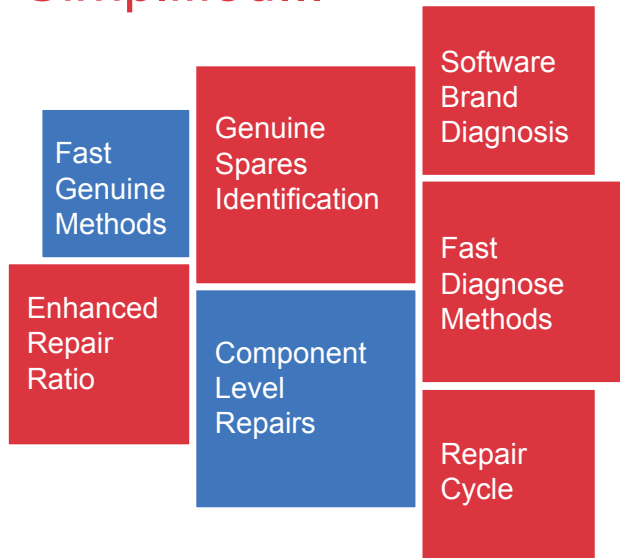 Fast
Genuine
Methods
Enhanced
Repair
Ratio
Genuine
Spares
Identification
Component
Level
Repairs
Software
Brand
Diagnosis
Fast
Diagnose
Methods
Repair
Cycle